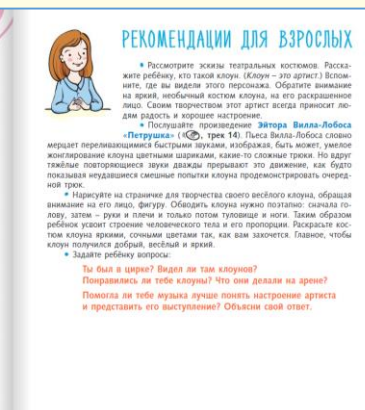 РЕКОМЕНДАЦИИ ДЛЯ ВЗРОСЛЫХ
• Рассмотрите эскизы театральных костюмов. Расска-
жите ребёнку, кто такой клоун. (Клоун – это артист.) Вспом-
ните, где вы видели этого персонажа. Обратите внимание
на яркий, необычный костюм клоуна, на его раскрашенное
лицо. Своим творчеством этот артист всегда приносит лю-
дям радость и хорошее настроение.
• Послушайте произведение Эйтора Вилла-Лобоса
«Петрушка» (трек 14). Пьеса Вилла-Лобоса словно
мерцает переливающимися быстрыми звуками, изображая, быть может, умелое
жонглирование клоуна цветными шариками, какие-то сложные трюки. Но вдруг
тяжёлые повторяющиеся звуки дважды прерывают это движение, как будто
показывая неудавшиеся смешные попытки клоуна продемонстрировать очеред-
ной трюк.
• Нарисуйте на страничке для творчества своего весёлого клоуна, обращая
внимание на его лицо, фигуру. Обводить клоуна нужно поэтапно: сначала го-
лову, затем – руки и плечи и только потом туловище и ноги. Таким образом
ребёнок усвоит строение человеческого тела и его пропорции. Раскрасьте кос-
тюм клоуна яркими, сочными цветами так, как вам захочется. Главное, чтобы
клоун получился добрый, весёлый и яркий.
• Задайте ребёнку вопросы:
Ты был в цирке? Видел ли там клоунов?
Понравились ли тебе клоуны? Что они делали на арене?
Помогла ли тебе музыка лучше понять настроение артиста
и представить его выступление? Объясни свой ответ.